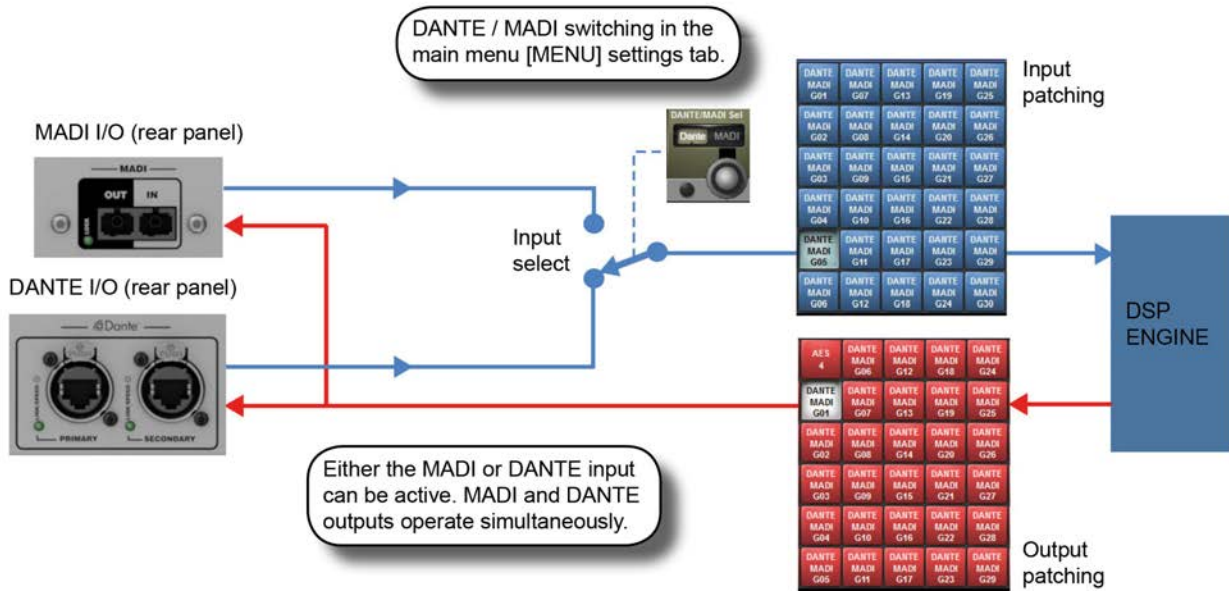 DANTE / MADI switching in the
main menu [MENU] settings tab.
MADI I/O (rear panel)
MADI
OUT
IN
LINK
DANTE I/O (rear panel)
Dante
LINK SPEED
LINK SPEED
PRIMARY
SECONDARY
DANTE/MADI Sel
Dante MADI
Input
select
Input
patching
DANTE MADI G01
DANTE MADI G07
DANTE MADI G13
DANTE MADI G19
DANTE MADI G25
DANTE MADI G02
DANTE MADI G08
DANTE MADI G14
DANTE MADI G20
DANTE MADI G26
DANTE MADI G03
DANTE MADI G09
DANTE MADI G15
DANTE MADI G21
DANTE MADI G27
DANTE MADI G04
DANTE MADI G10
DANTE MADI G16
DANTE MADI G22
DANTE MADI G28
DANTE MADI G05
DANTE MADI G11
DANTE MADI G17
DANTE MADI G23
DANTE MADI G29
DANTE MADI G06
DANTE MADI G12
DANTE MADI G18
DANTE MADI G24
DANTE MADI G30
DSP
ENGINE
AES 4
DANTE MADI G06
DANTE MADI G12
DANTE MADI G18
DANTE MADI G24
DANTE MADI G01
DANTE MADI G07
DANTE MADI G13
DANTE MADI G19
DANTE MADI G25
DANTE MADI G02
DANTE MADI G08
DANTE MADI G14
DANTE MADI G20
DANTE MADI G26
DANTE MADI G03
DANTE MADI G09
DANTE MADI G15
DANTE MADI G21
DANTE MADI G27
DANTE MADI G04
DANTE MADI G10
DANTE MADI G16
DANTE MADI G22
DANTE MADI G28
DANTE MADI G05
DANTE MADI G11
DANTE MADI G17
DANTE MADI G23
DANTE MADI G29
Output
patching
Either the MADI or DANTE input
can be active. MADI and DANTE
outputs operate simultaneously.